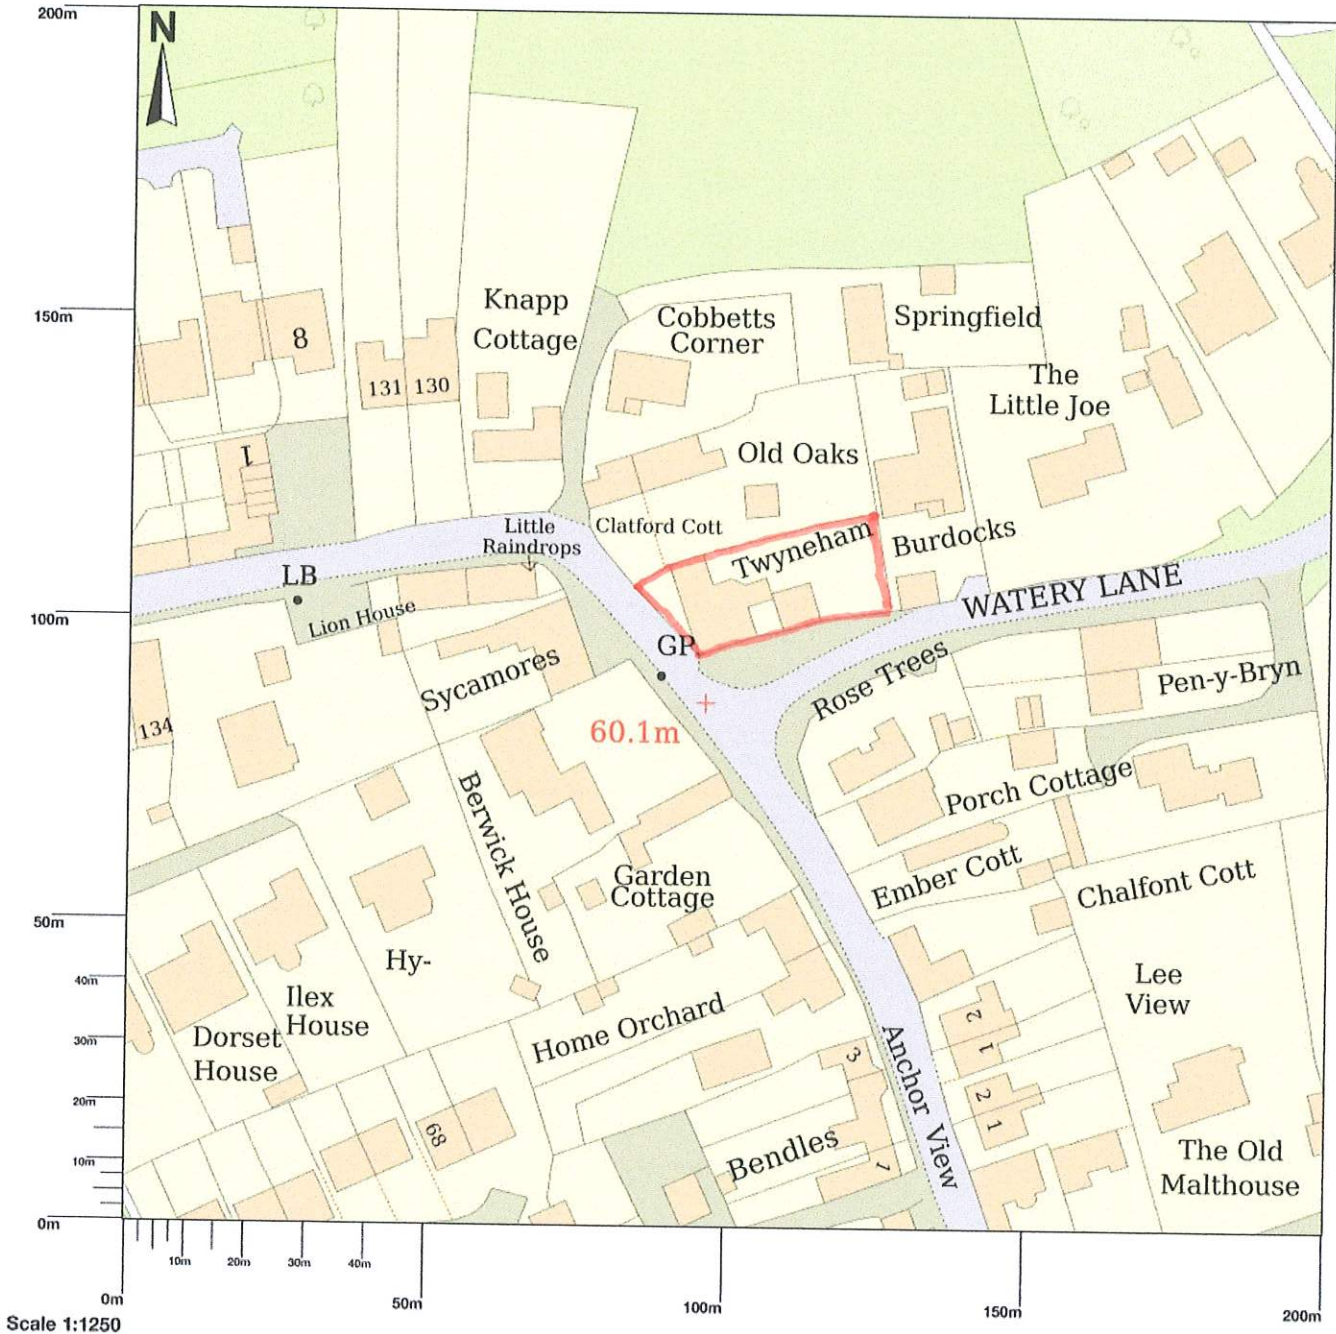 200m
N
150m
Knapp
Cottage
Cobbetts
Corner
Springfield
8
131
130
The
Little Joe
1
Old Oaks
Little
Raindrops
Clatford Cott
Twyneham
Burdocks
LB
WATERY LANE
100m
Lion House
GP
Sycamores
Rose Trees
Pen-y-Bryn
134
60.1m
Berwick House
Porch Cottage
Garden
Cottage
Ember Cott
Chalfont Cott
50m
Hy-
40m
Ilex
House
Lee
View
30m
Dorset
House
Home Orchard
2
1
Anchor View
3
20m
2
1
68
10m
Bendles
1
The Old
Malthouse
0m
10m
20m
30m
40m
0m
50m
100m
150m
200m
Scale 1:1250